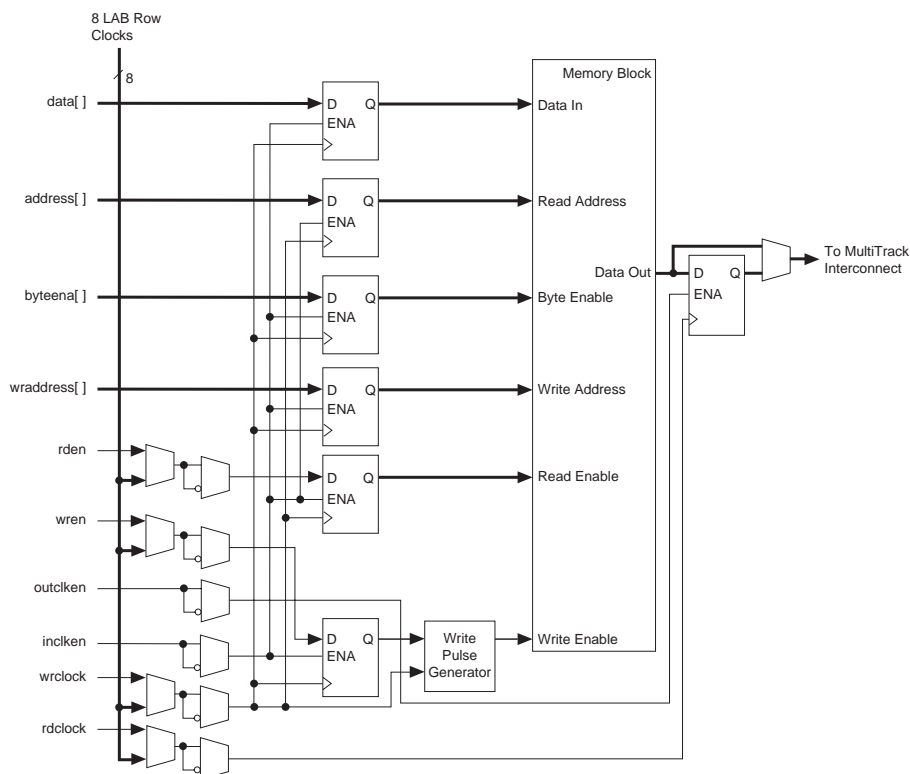 8 LAB Row
Clocks
8
Memory Block
data[ ]
D Q
ENA
Data In
address[ ]
D Q
ENA
Read Address
To MultiTrack
Interconnect
Data Out
D Q
ENA
byteena[ ]
D Q
ENA
Byte Enable
wraddress[ ]
D Q
ENA
Write Address
rden
D Q
ENA
Read Enable
wren
outclken
inclken
D Q
ENA
Write
Pulse
Generator
Write Enable
wrclock
rdclock